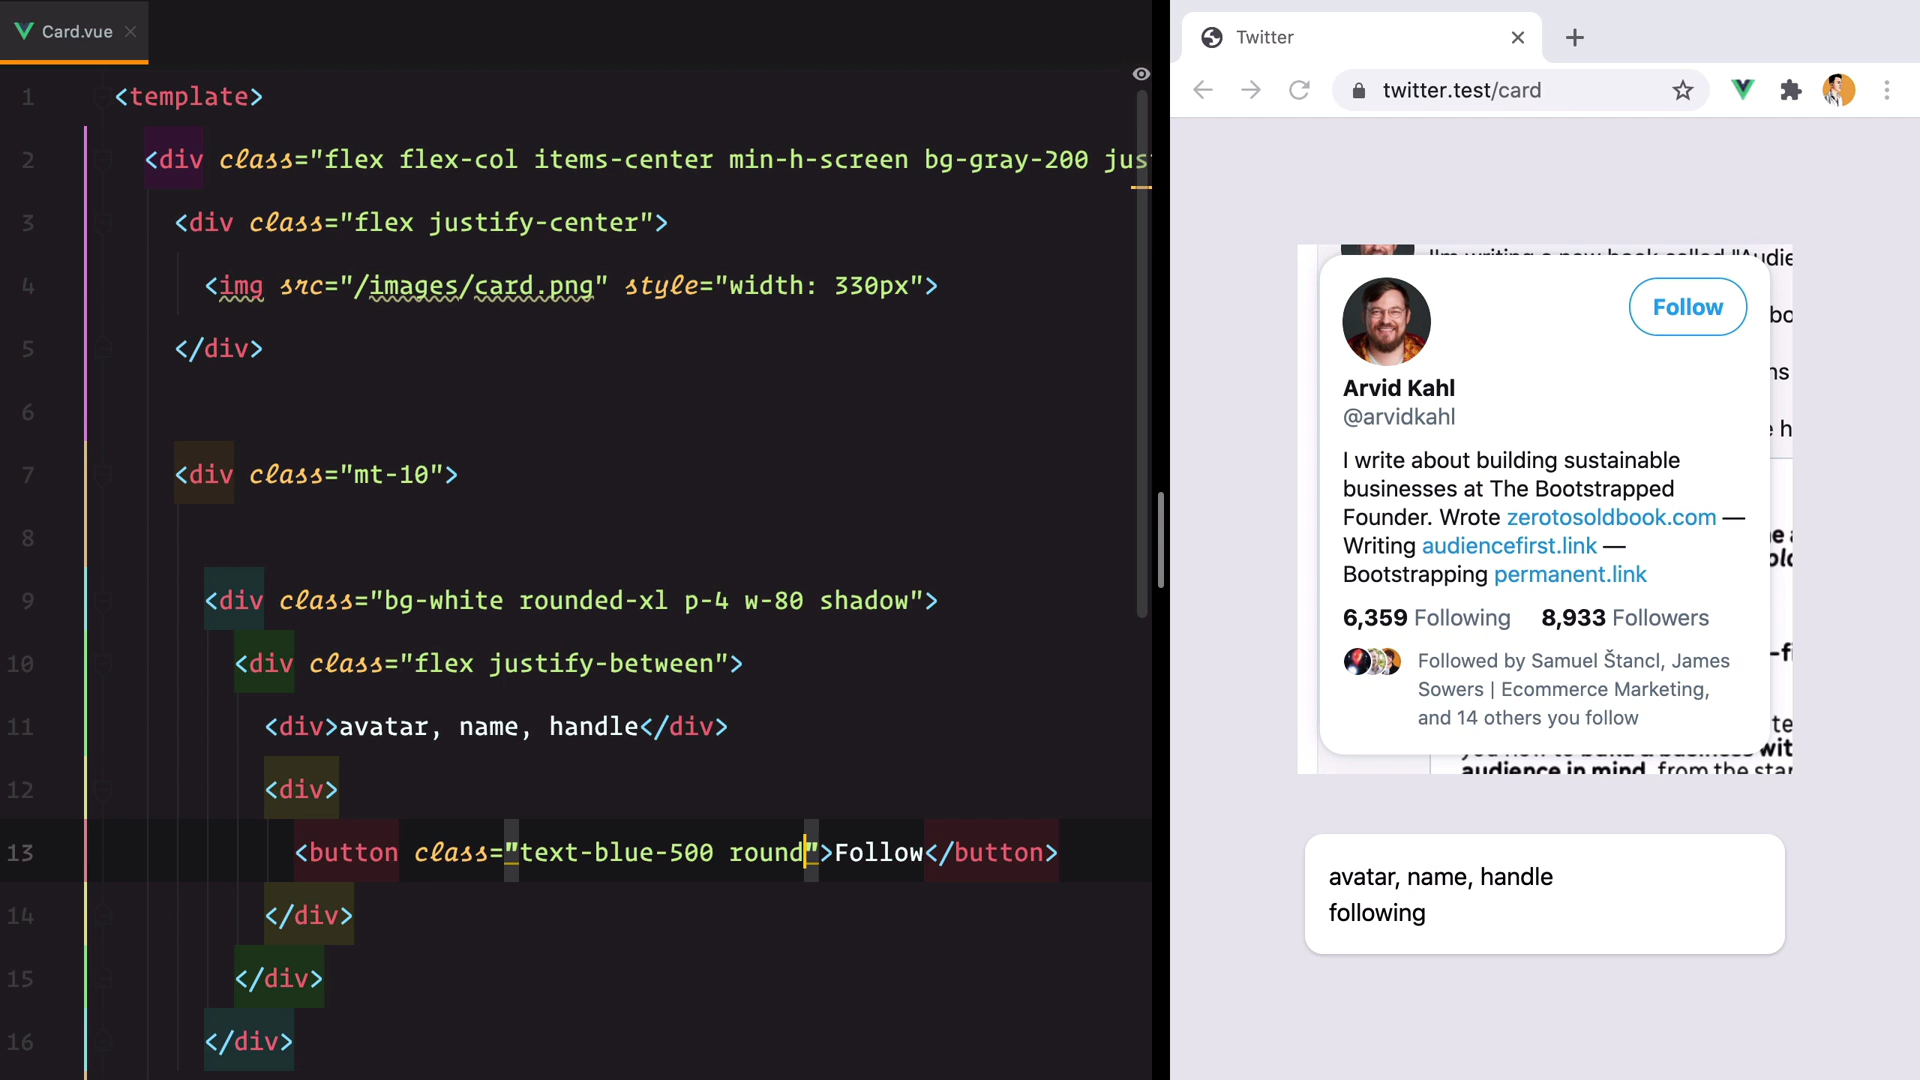 Card.vue
1 <template>
2 <div class="flex flex-col items-center min-h-screen bg-gray-200 jus
3 <div class="flex justify-center">
4 <img src="/images/card.png" style="width: 330px">
5 </div>
6
7 <div class="mt-10">
8
9 <div class="bg-white rounded-xl p-4 w-80 shadow">
10 <div class="flex justify-between">
11 <div>avatar, name, handle</div>
12 <div>
13 <button class="text-blue-500 round">Follow</button>
14 </div>
15 </div>
16 </div>
Twitter
twitter.test/card
Follow
Arvid Kahl
@arvidkahl
I write about building sustainable
businesses at The Bootstrapped
Founder. Wrote zerotosoldbook.com —
Writing audiencefirst.link —
Bootstrapping permanent.link
6,359 Following 8,933 Followers
Followed by Samuel Štancl, James
Sowers | Ecommerce Marketing,
and 14 others you follow
audience in mind, from the star
avatar, name, handle
following